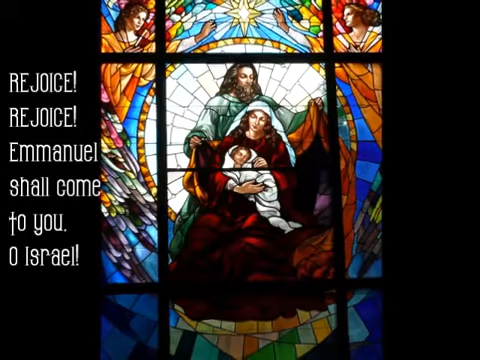 REJOICE!
REJOICE!
Emmanuel
shall come
to you,
O Israel!